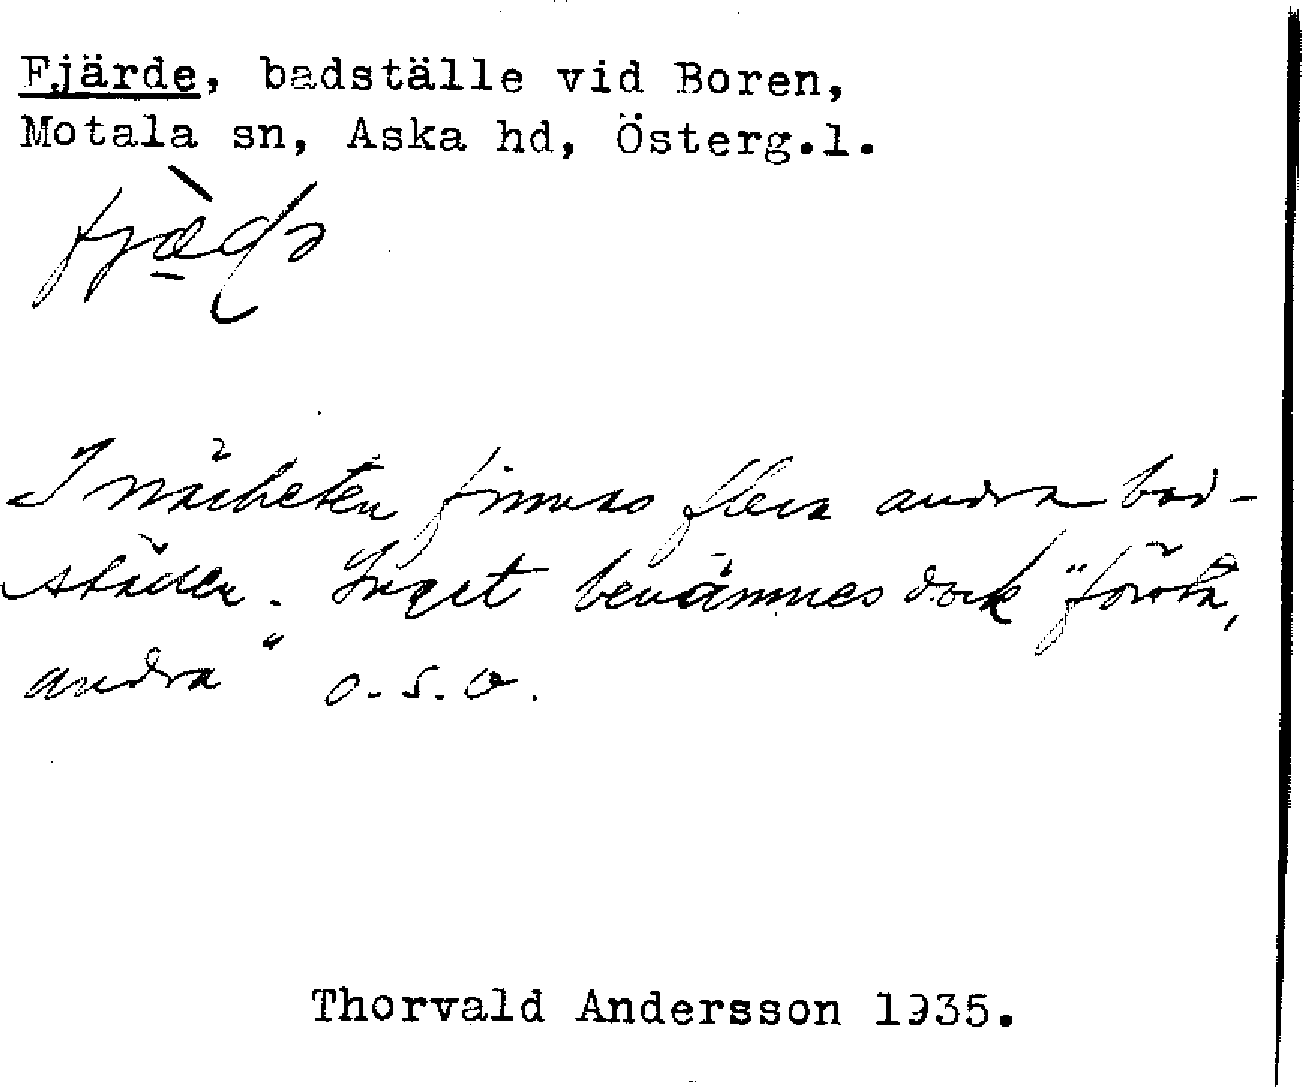 Fjärde, badställe vid Boren,
Motala sn, Aska hd, Österg.l.
I närheten finnas flera andra bad-
ställen. Inget benämnes dock "första,
andra" o.s.v.
Thorvald Andersson 1935.